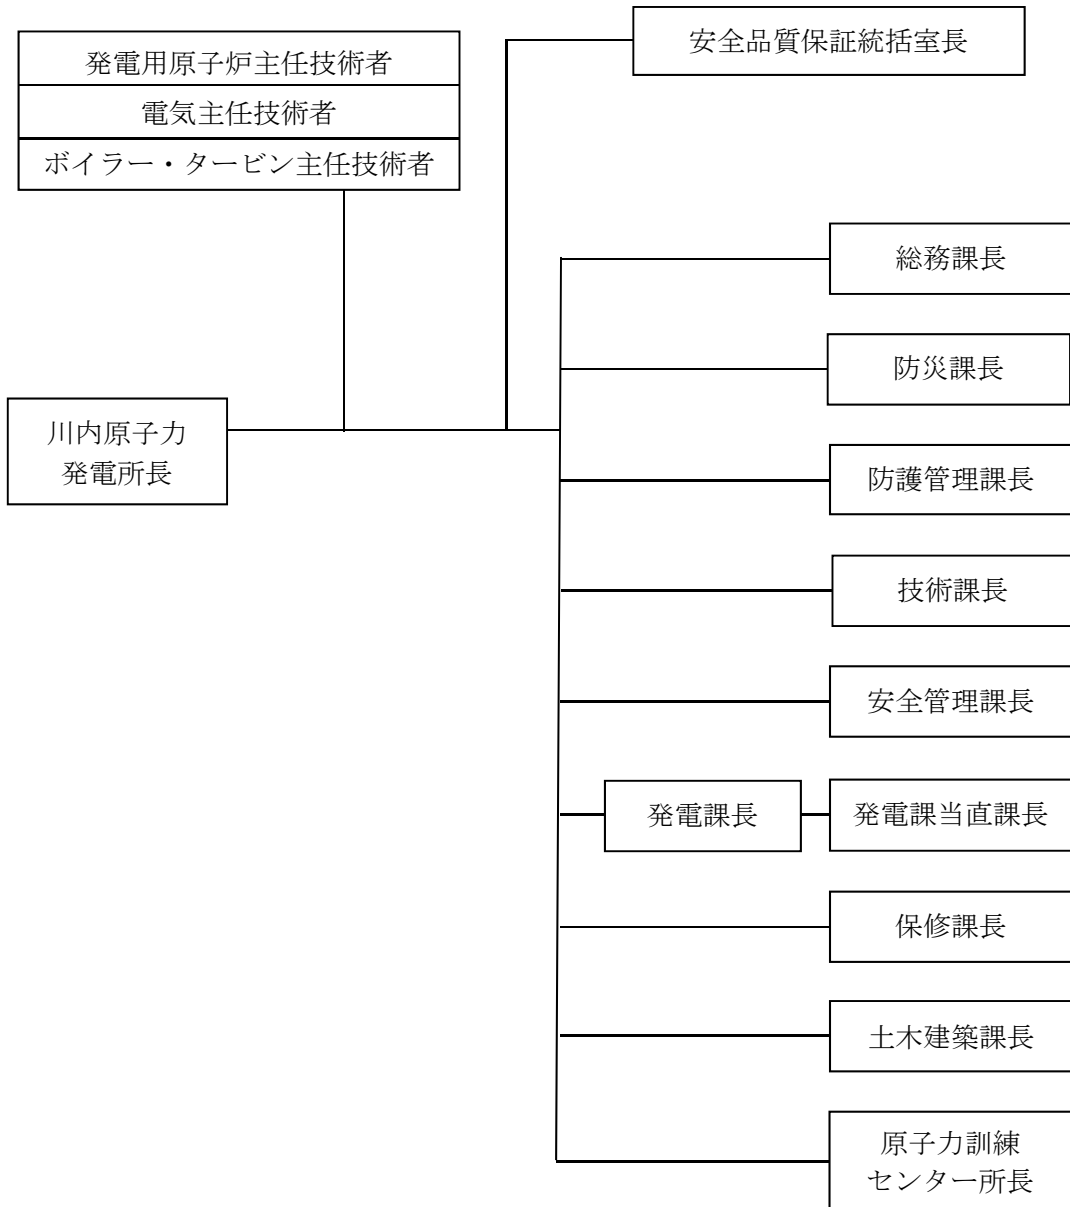 発電用原子炉主任技術者
電気主任技術者
ボイラー・タービン主任技術者
安全品質保証統括室長
総務課長
防災課長
川内原子力
発電所長
防護管理課長
技術課長
安全管理課長
発電課長
発電課当直課長
保修課長
土木建築課長
原子力訓練
センター所長